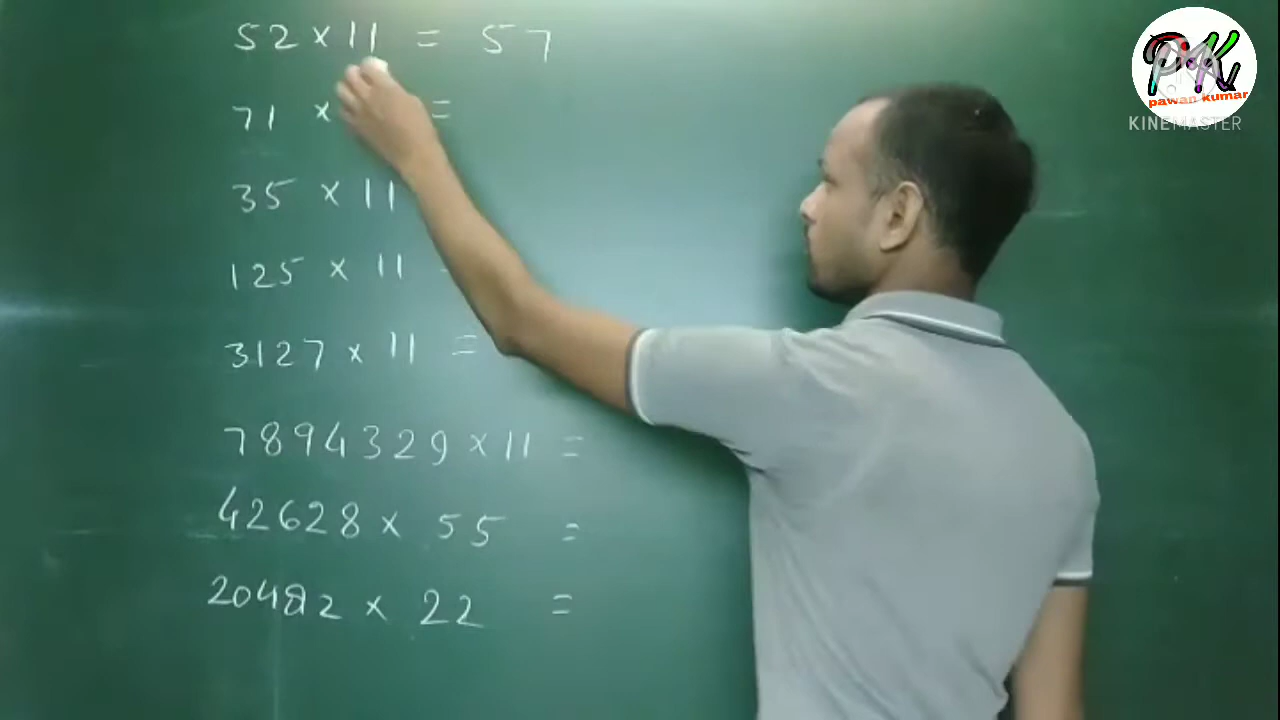 52 × 11 = 57
71 × =
35 × 11
125 × 11
3127 × 11 =
7894329 × 11 =
42628 × 55 =
20482 × 22 =
PK
pawan kumar
KINEMASTER